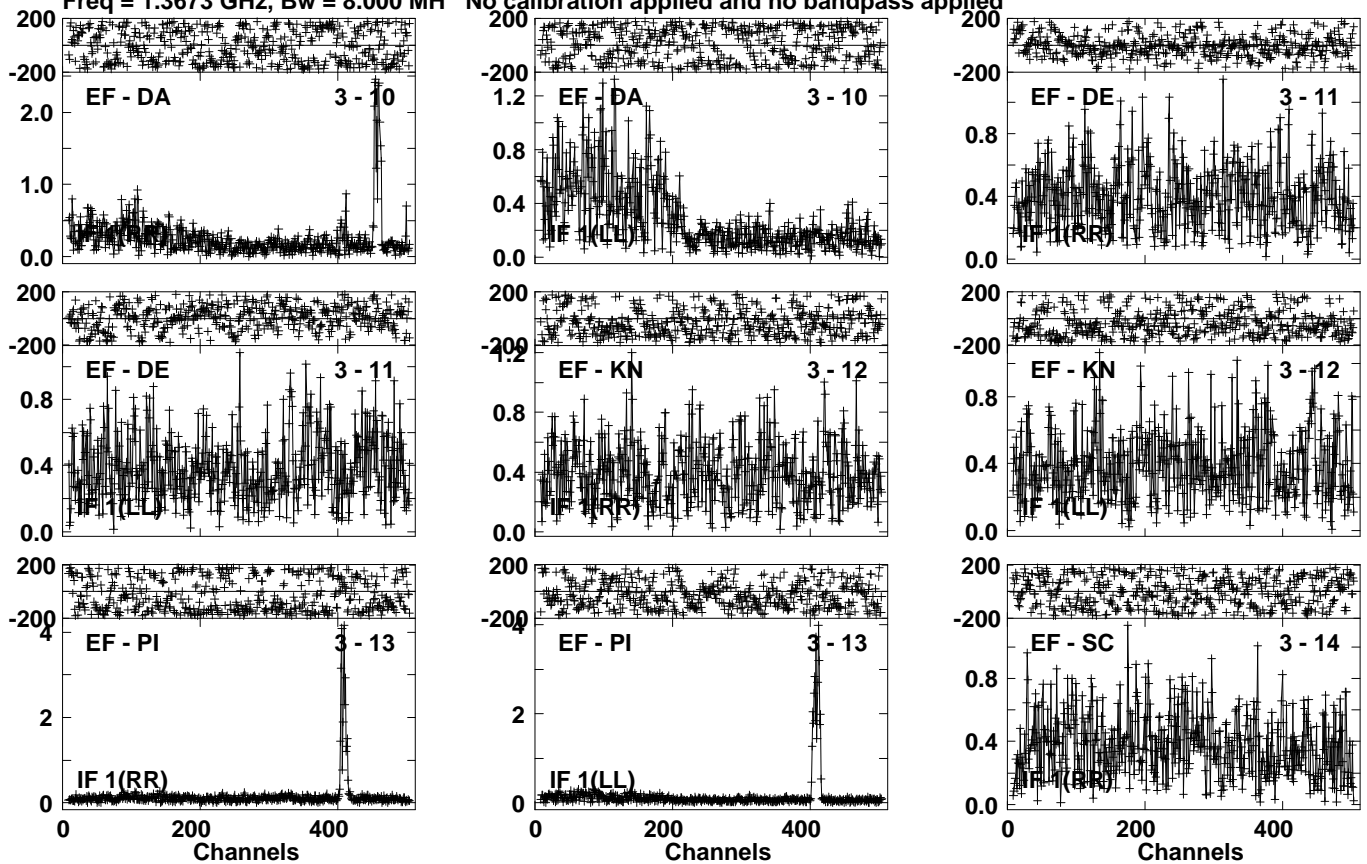 Freq = 1.3673 GHz, Bw = 8.000 MH No calibration applied and no bandpass applied
200
-200
EF - DA 3 - 10
2.0
1.0
0.0
IF 1(RR)
EF - DA 3 - 10
1.2
0.8
0.4
0.0
IF 1(LL)
200
-200
EF - DE 3 - 11
0.8
0.4
0.0
IF 1(RR)
200
-200
EF - DE 3 - 11
0.8
0.4
0.0
IF 1(LL)
-200
1.2
EF - KN 3 - 12
0.8
0.4
0.0
IF 1(RR)
200
-200
EF - KN 3 - 12
0.8
0.4
0.0
IF 1(LL)
200
-200
EF - PI 3 - 13
4
2
0
IF 1(RR)
0 200 400
Channels
-200
4
EF - PI 3 - 13
2
0
IF 1(LL)
0 200 400
Channels
200
-200
EF - SC 3 - 14
0.8
0.4
0.0
IF 1(RR)
0 200 400
Channels